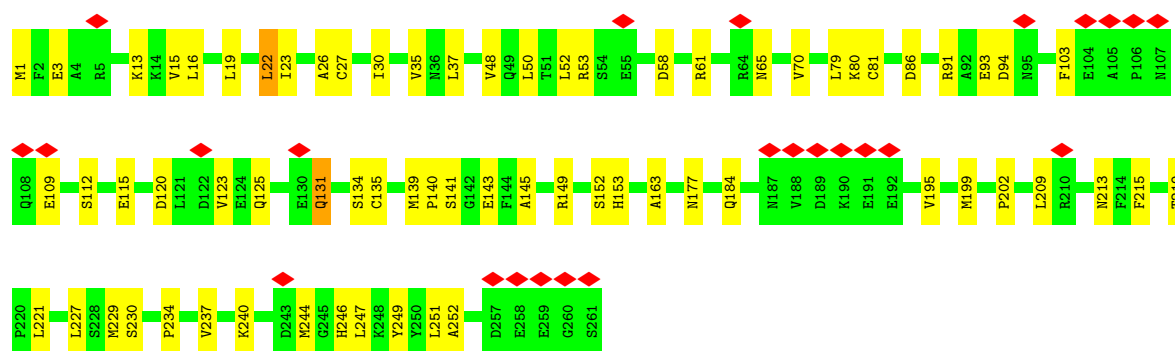 M1 F2 E3 A4 R5 K13 K14 V15 L16 L19 L22 I23 A26 C27 I30 V35 N36 L37 V48 Q49 L50 T51 L52 R53 S54 E55 D58 R61 R64 N65 V70 L79 K80 C81 D86 R91 A92 E93 D94 N95 F103 E104 A105 P106 N107
Q108 E109 S112 E115 D120 L121 D122 V123 E124 Q125 E130 Q131 S134 C135 M139 P140 S141 G142 E143 F144 A145 R149 S152 H153 A163 N177 Q184 N187 V188 D189 K190 E191 E192 V195 M199 P202 L209 R210 N213 F214 F215
P220 L221 L227 S228 M229 S230 P234 V237 K240 D243 M244 G245 H246 L247 K248 Y249 Y250 L251 A252 D257 E258 E259 G260 S261